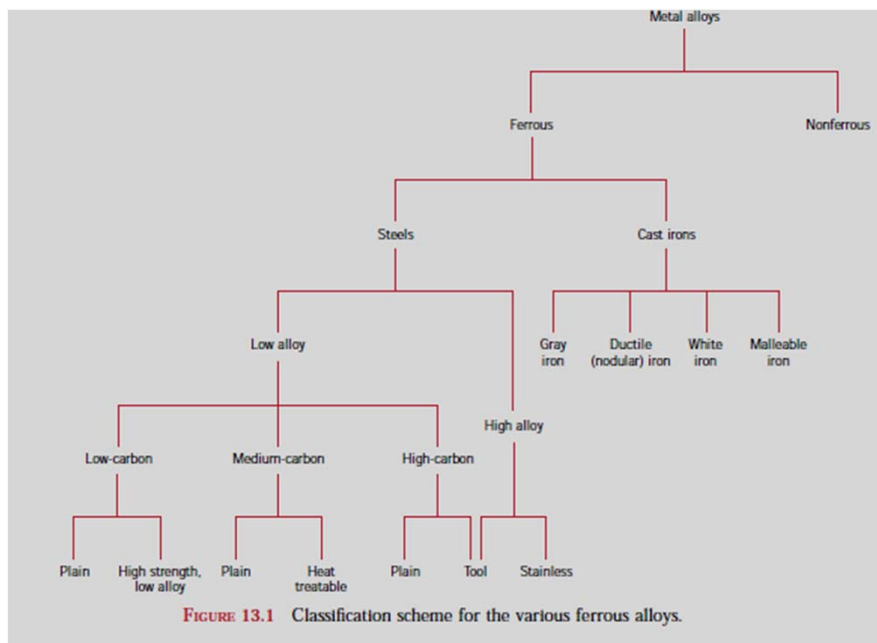 Metal alloys
Ferrous
Nonferrous
Steels
Cast irons
Low alloy
Gray
iron
Ductile
(nodular) iron
White
iron
Malleable
iron
High alloy
Low-carbon
Medium-carbon
High-carbon
Plain
High strength,
low alloy
Plain
Heat
treatable
Plain
Tool
Stainless
FIGURE 13.1 Classification scheme for the various ferrous alloys.